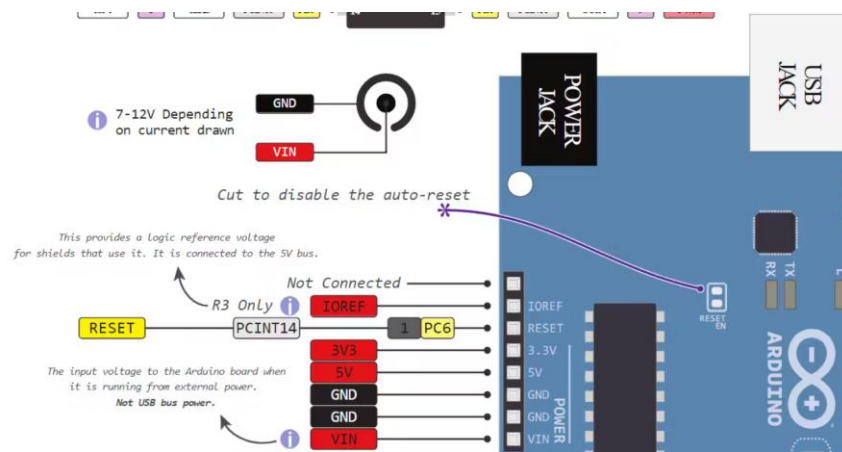 POWER
JACK
USB
JACK
GND
7-12V Depending
on current drawn
VIN
Cut to disable the auto-reset
This provides a logic reference voltage
for shields that use it. It is connected to the 5V bus.
Not Connected
R3 Only
IOREF
RESET
PCINT14
1
PC6
3V3
5V
GND
GND
VIN
The input voltage to the Arduino board when
it is running from external power.
Not USB bus power.
IOREF
RESET
3.3V
5V
GND
GND
VIN
POWER
RESET
EN
RX
TX
L
ARDUINO